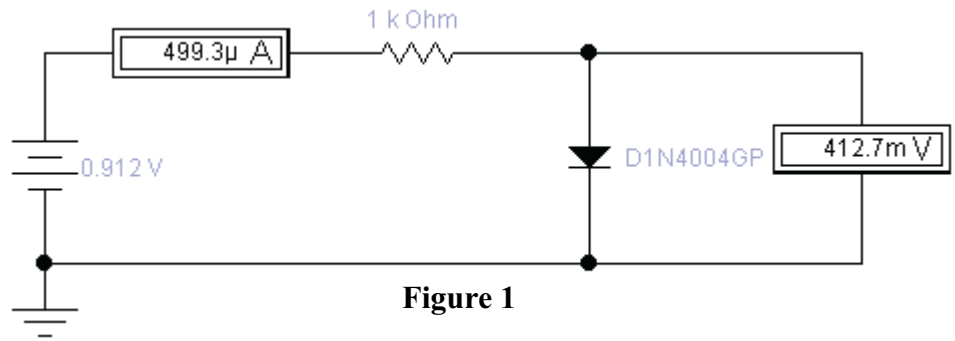 1 k Ohm
499.3µ A
0.912 V
D1N4004GP
412.7m V
Figure 1